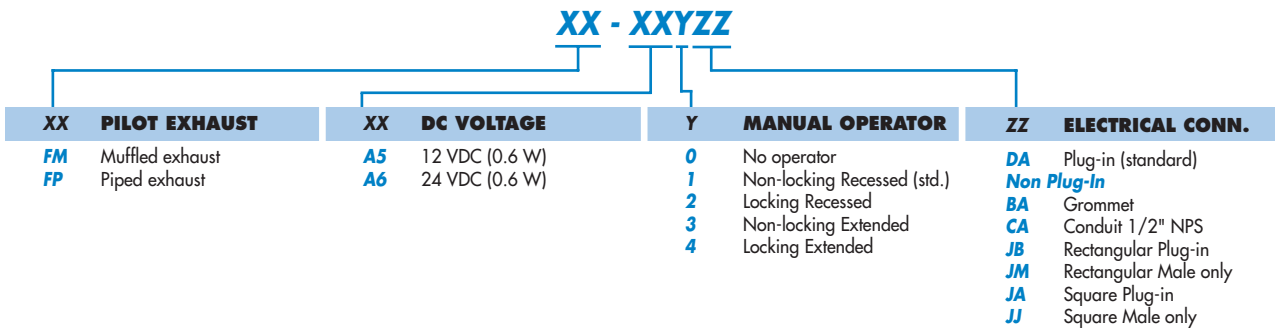 XX - XXYZZ
XX PILOT EXHAUST
FM Muffled exhaust
FP Piped exhaust
XX DC VOLTAGE
A5 12 VDC (0.6 W)
A6 24 VDC (0.6 W)
Y MANUAL OPERATOR
0 No operator
1 Non-locking Recessed (std.)
2 Locking Recessed
3 Non-locking Extended
4 Locking Extended
ZZ ELECTRICAL CONN.
DA Plug-in (standard)
Non Plug-In
BA Grommet
CA Conduit 1/2" NPS
JB Rectangular Plug-in
JM Rectangular Male only
JA Square Plug-in
JJ Square Male only